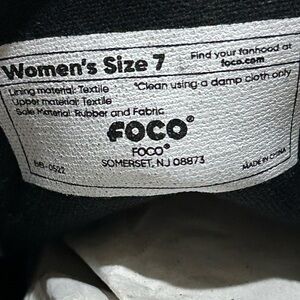 Women's Size 7
Find your fanhood at
foco.com
Lining material: Textile
*Clean using a damp cloth only
Upper material: Textile
Sole Material: Rubber and Fabric
FOCO®
FOCO®
SOMERSET, NJ 08873
MADE IN CHINA